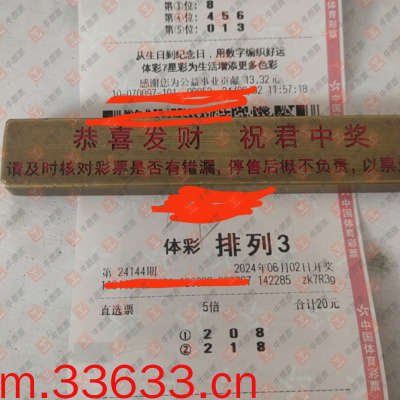 第③位: 8
第④位: 4 5 6
第⑤位: 0 1 3
从生日到纪念日,用数字编织好运
体彩7星彩为生活增添更多色彩
感谢您为公益事业贡献 13.32元
10-070897-101
11:57:18
恭喜发财 祝君中奖
请及时核对彩票是否有错漏,停售后概不负责,以票
体彩 排列3
第 24144期 2024年06月02日开奖
142285 zK7R3g
直选票 5倍 合计20元
① 2 0 8
② 2 1 8
中国体育彩票
m.33633.cn